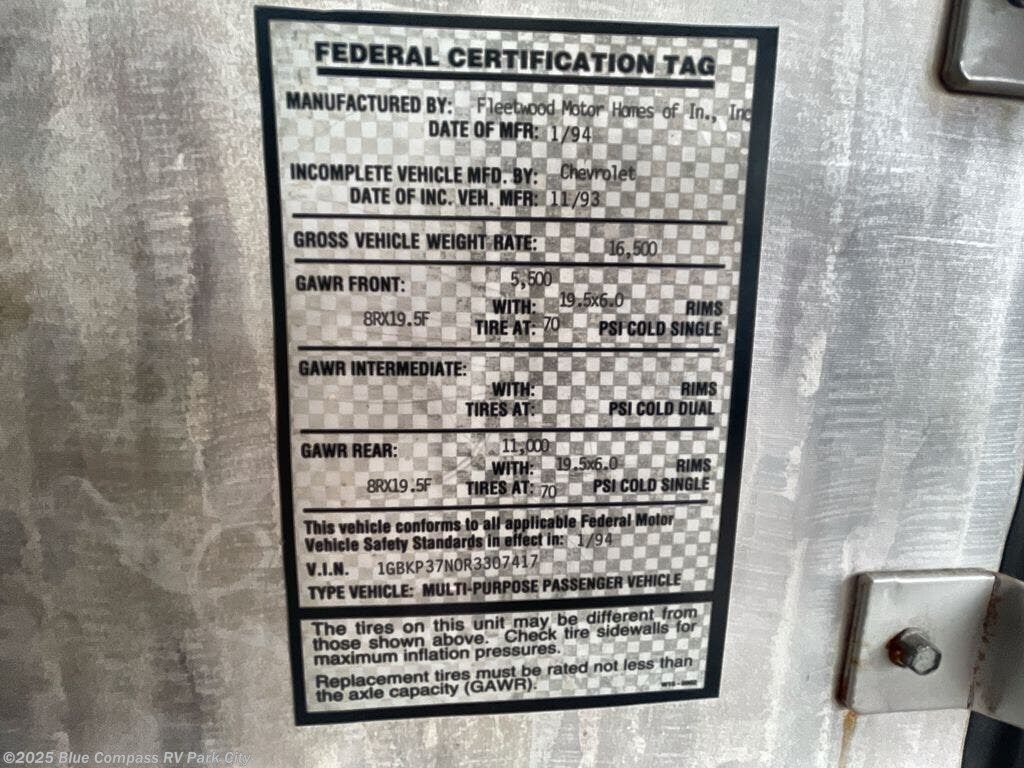 FEDERAL CERTIFICATION TAG
MANUFACTURED BY: Fleetwood Motor Homes of In., Inc
DATE OF MFR: 1/94
INCOMPLETE VEHICLE MFD. BY: Chevrolet
DATE OF INC. VEH. MFR: 11/93
GROSS VEHICLE WEIGHT RATE: 16,500
GAWR FRONT: 5,500
WITH: 19.5x6.0 RIMS
8RX19.5F TIRE AT: 70 PSI COLD SINGLE
GAWR INTERMEDIATE:
WITH: RIMS
TIRES AT: PSI COLD DUAL
GAWR REAR: 11,000
WITH: 19.5x6.0 RIMS
8RX19.5F TIRES AT: 70 PSI COLD SINGLE
This vehicle conforms to all applicable Federal Motor
Vehicle Safety Standards in effect in: 1/94
V.I.N. 1GBKP37N0R3307417
TYPE VEHICLE: MULTI-PURPOSE PASSENGER VEHICLE
The tires on this unit may be different from
those shown above. Check tire sidewalls for
maximum inflation pressures.
Replacement tires must be rated not less than
the axle capacity (GAWR).
©2025 Blue Compass RV Park City